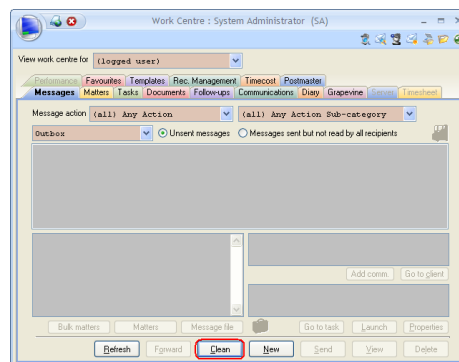 Work Centre : System Administrator (SA)
View work centre for (logged user)
Performance Favourites Templates Rec. Management Timecost Postmaster
Messages Matters Tasks Documents Follow-ups Communications Diary Grapevine Server Timesheet
Message action (all) Any Action (all) Any Action Sub-category
Outbox Unsent messages Messages sent but not read by all recipients
Add comm. Go to client
Bulk matters Matters Message file Go to task Launch Properties
Refresh Forward Clean New Send View Delete